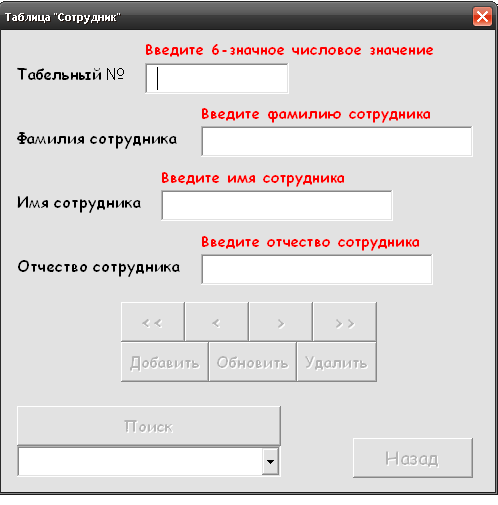 Таблица "Сотрудник"
Введите 6-значное числовое значение
Табельный №
Введите фамилию сотрудника
Фамилия сотрудника
Введите имя сотрудника
Имя сотрудника
Введите отчество сотрудника
Отчество сотрудника
<< < > >>
Добавить Обновить Удалить
Поиск
Назад